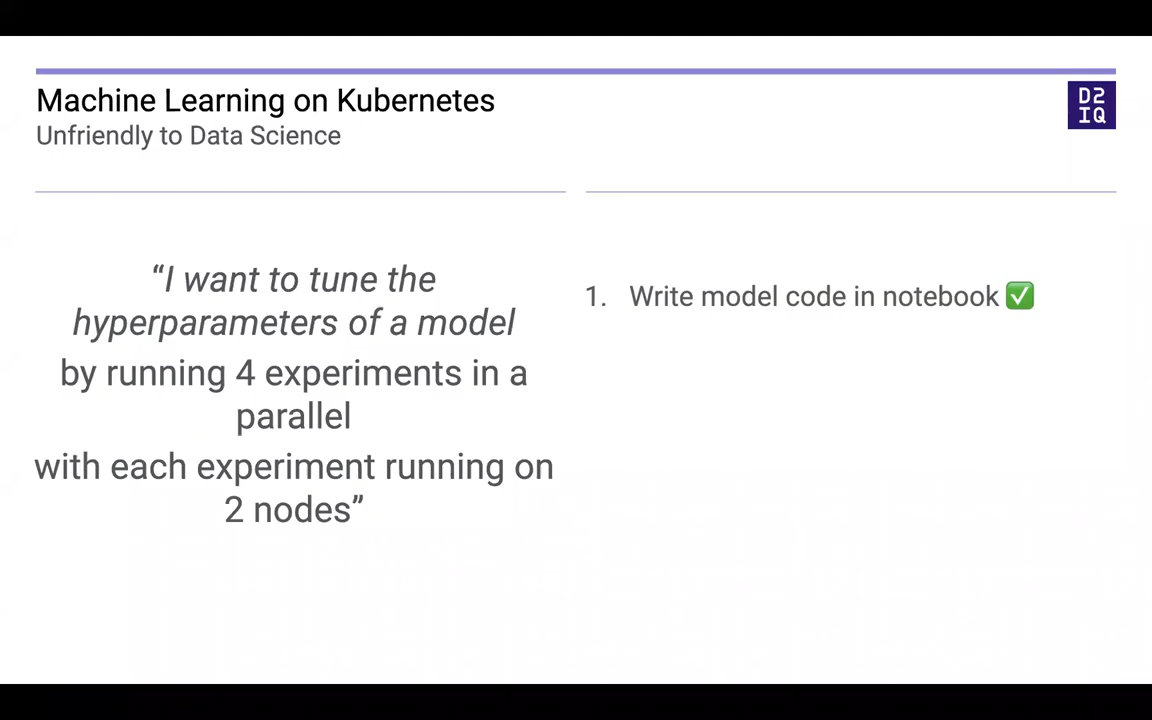 Machine Learning on Kubernetes
Unfriendly to Data Science
D2
IQ
“I want to tune the
hyperparameters of a model
by running 4 experiments in a
parallel
with each experiment running on
2 nodes”
1. Write model code in notebook ✅